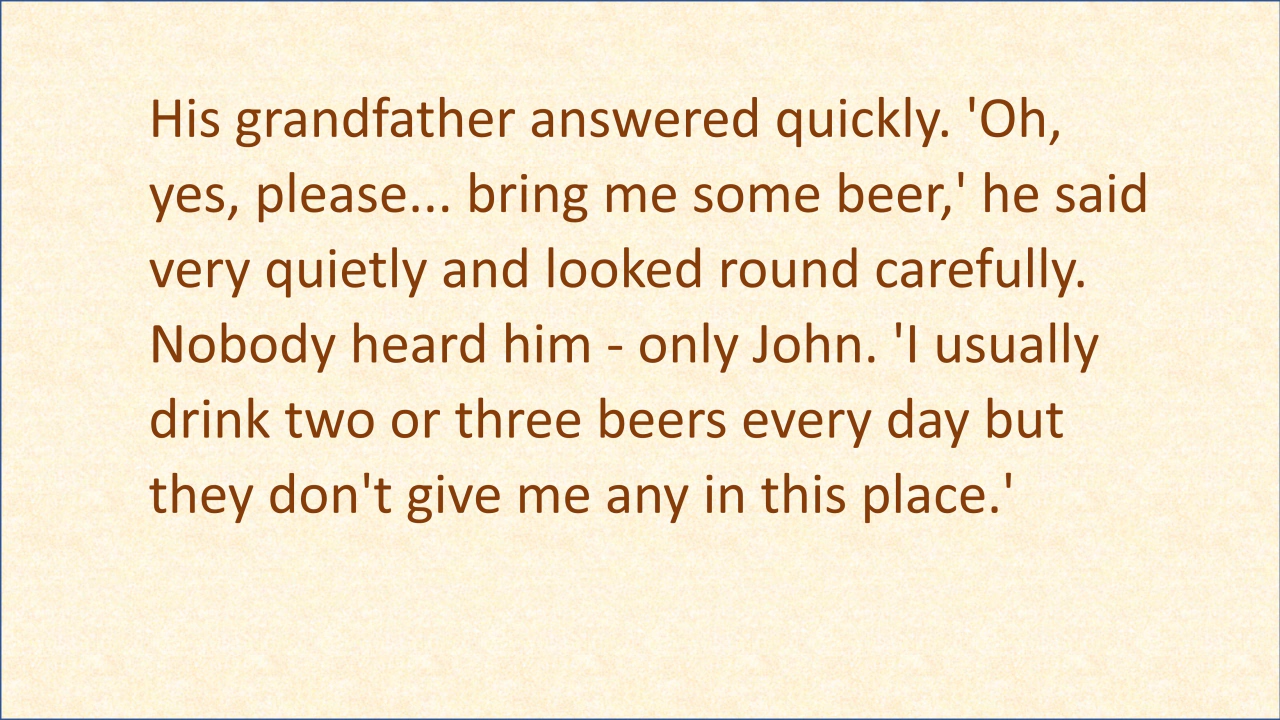 His grandfather answered quickly. 'Oh,
yes, please... bring me some beer,' he said
very quietly and looked round carefully.
Nobody heard him - only John. 'I usually
drink two or three beers every day but
they don't give me any in this place.'